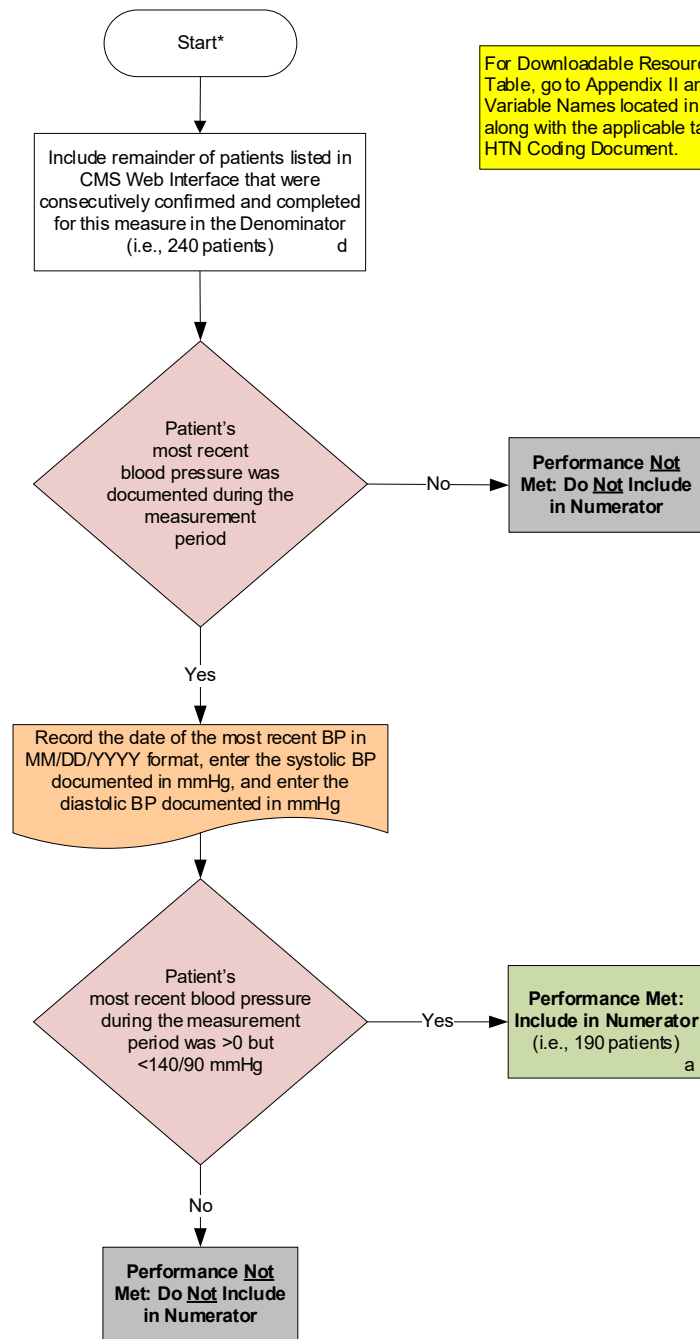 Start*
For Downloadable Resour
Table, go to Appendix II an
Variable Names located in
along with the applicable ta
HTN Coding Document.
Include remainder of patients listed in
CMS Web Interface that were
consecutively confirmed and completed
for this measure in the Denominator
(i.e., 240 patients) d
Patient's
most recent
blood pressure was
documented during the
measurement
period
No
Performance Not
Met: Do Not Include
in Numerator
Yes
Record the date of the most recent BP in
MM/DD/YYYY format, enter the systolic BP
documented in mmHg, and enter the
diastolic BP documented in mmHg
Patient's
most recent blood pressure
during the measurement
period was >0 but
<140/90 mmHg
Yes
Performance Met:
Include in Numerator
(i.e., 190 patients)
a
No
Performance Not
Met: Do Not Include
in Numerator